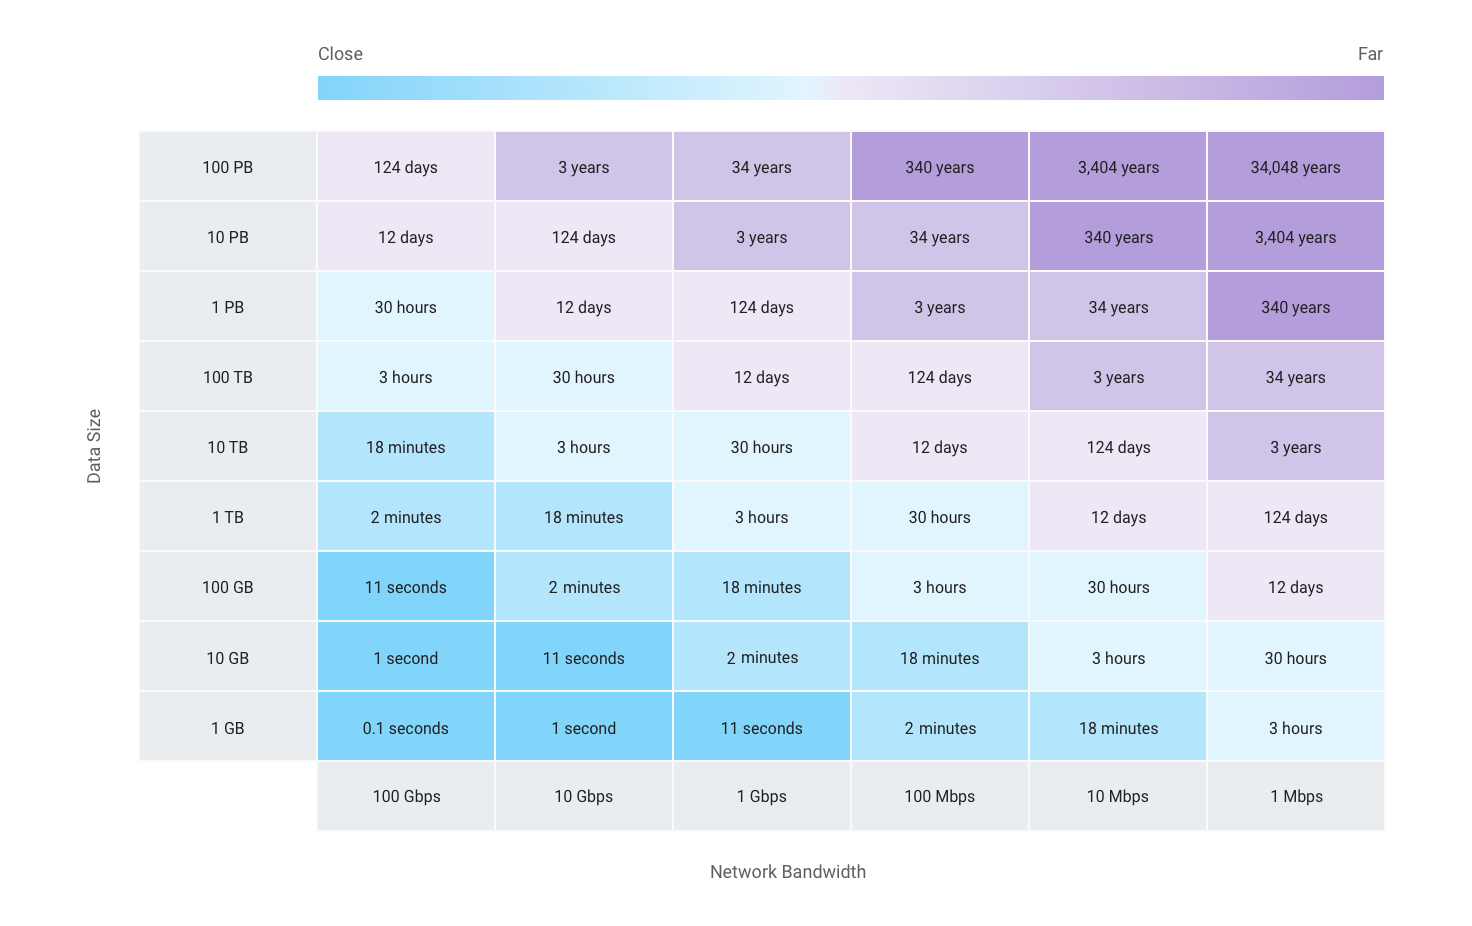 Close Far
100 PB 124 days 3 years 34 years 340 years 3,404 years 34,048 years
10 PB 12 days 124 days 3 years 34 years 340 years 3,404 years
1 PB 30 hours 12 days 124 days 3 years 34 years 340 years
100 TB 3 hours 30 hours 12 days 124 days 3 years 34 years
Data Size
10 TB 18 minutes 3 hours 30 hours 12 days 124 days 3 years
1 TB 2 minutes 18 minutes 3 hours 30 hours 12 days 124 days
100 GB 11 seconds 2 minutes 18 minutes 3 hours 30 hours 12 days
10 GB 1 second 11 seconds 2 minutes 18 minutes 3 hours 30 hours
1 GB 0.1 seconds 1 second 11 seconds 2 minutes 18 minutes 3 hours
100 Gbps 10 Gbps 1 Gbps 100 Mbps 10 Mbps 1 Mbps
Network Bandwidth